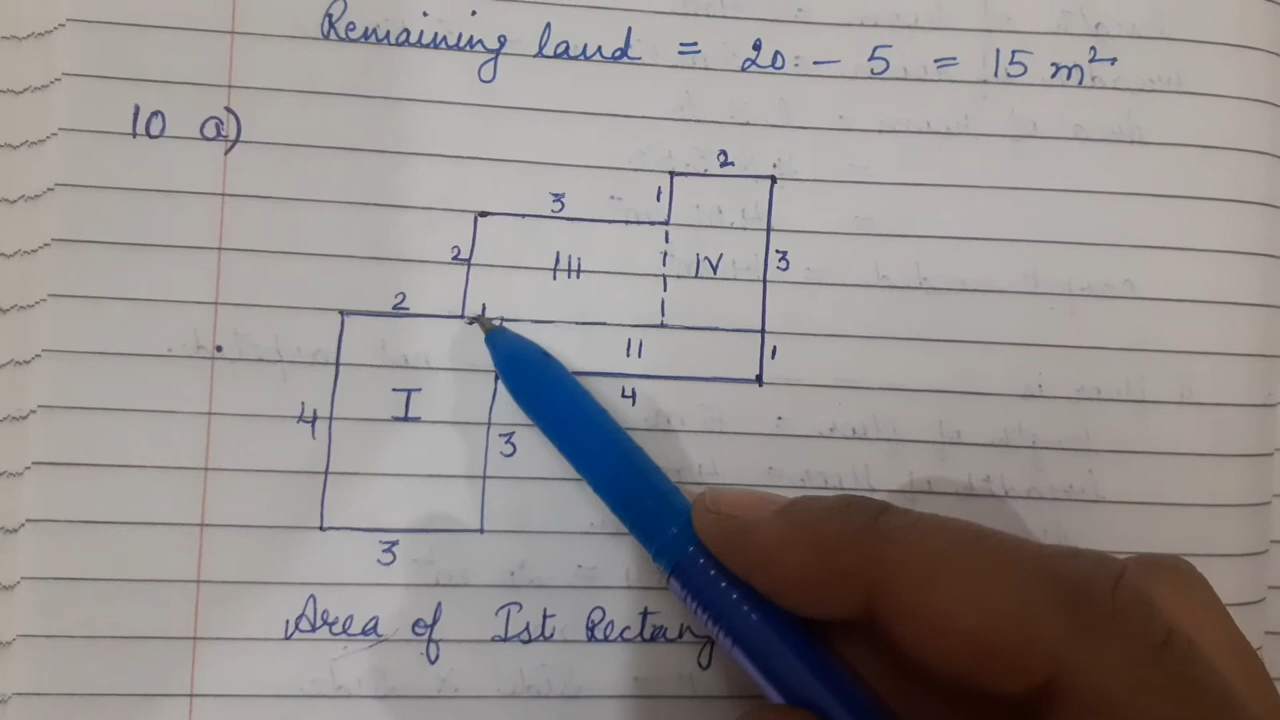 Remaining land = 20 - 5 = 15 m²
10 a)
2
3
1
2
III
IV
3
2
1
II
1
4
I
4
3
3
Area of Ist Rectang